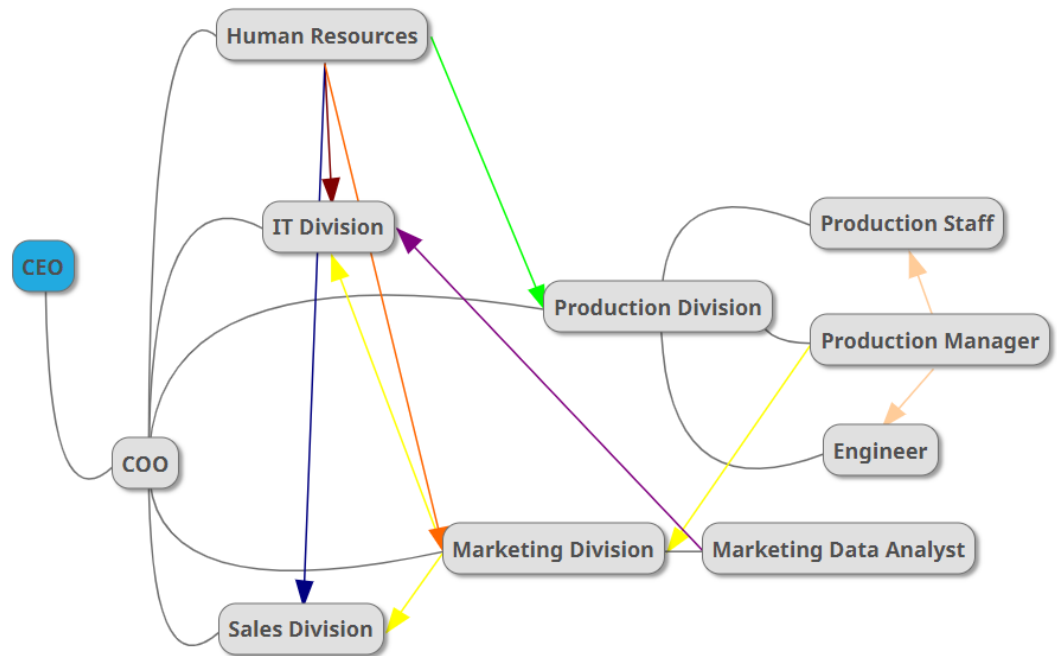 Human Resources
IT Division
Production Staff
CEO
Production Division
Production Manager
COO
Engineer
Marketing Division
Marketing Data Analyst
Sales Division